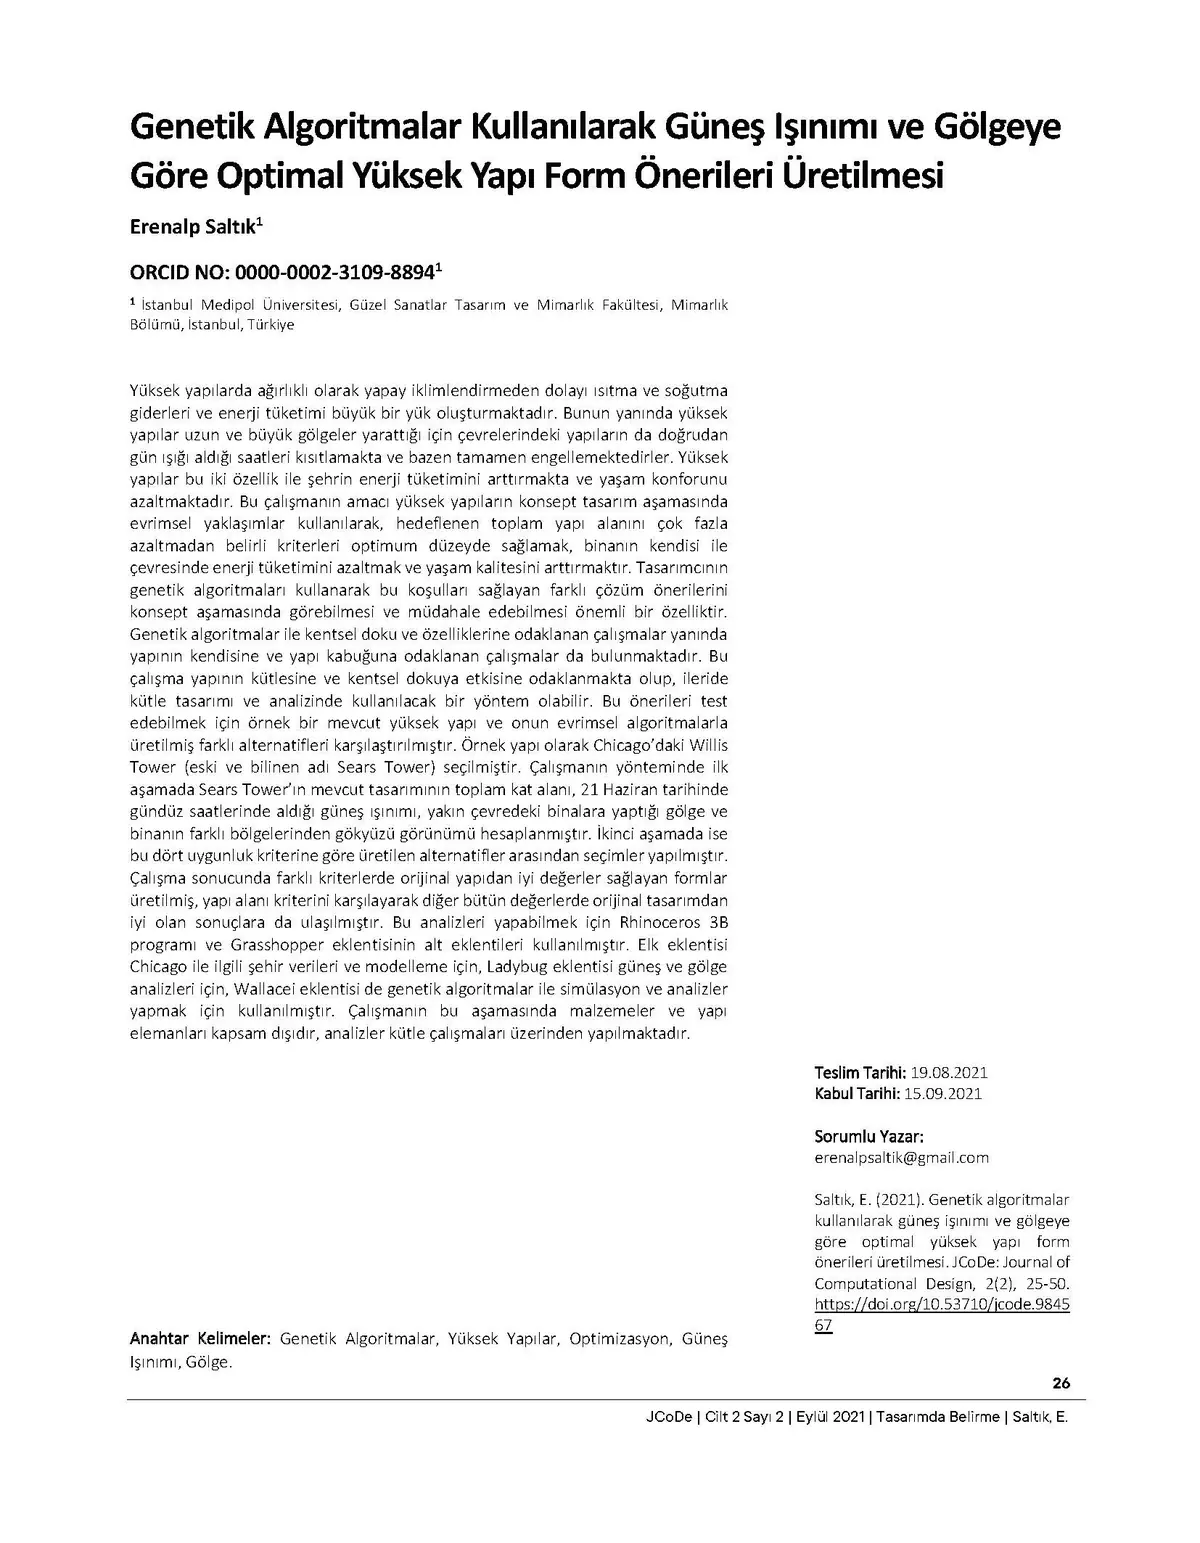 Genetik Algoritmalar Kullanılarak Güneş Işınımı ve Gölgeye
Göre Optimal Yüksek Yapı Form Önerileri Üretilmesi
Erenalp Saltık¹
ORCID NO: 0000-0002-3109-8894¹
¹ İstanbul Medipol Üniversitesi, Güzel Sanatlar Tasarım ve Mimarlık Fakültesi, Mimarlık
Bölümü, İstanbul, Türkiye
Yüksek yapılarda ağırlıklı olarak yapay iklimlendirmeden dolayı ısıtma ve soğutma
giderleri ve enerji tüketimi büyük bir yük oluşturmaktadır. Bunun yanında yüksek
yapılar uzun ve büyük gölgeler yarattığı için çevrelerindeki yapıların da doğrudan
gün ışığı aldığı saatleri kısıtlamakta ve bazen tamamen engellemektedirler. Yüksek
yapılar bu iki özellik ile şehrin enerji tüketimini arttırmakta ve yaşam konforunu
azaltmaktadır. Bu çalışmanın amacı yüksek yapıların konsept tasarım aşamasında
evrimsel yaklaşımlar kullanılarak, hedeflenen toplam yapı alanını çok fazla
azaltmadan belirli kriterleri optimum düzeyde sağlamak, binanın kendisi ile
çevresinde enerji tüketimini azaltmak ve yaşam kalitesini arttırmaktır. Tasarımcının
genetik algoritmaları kullanarak bu koşulları sağlayan farklı çözüm önerilerini
konsept aşamasında görebilmesi ve müdahale edebilmesi önemli bir özelliktir.
Genetik algoritmalar ile kentsel doku ve özelliklerine odaklanan çalışmalar yanında
yapının kendisine ve yapı kabuğuna odaklanan çalışmalar da bulunmaktadır. Bu
çalışma yapının kütlesine ve kentsel dokuya etkisine odaklanmakta olup, ileride
kütle tasarımı ve analizinde kullanılacak bir yöntem olabilir. Bu önerileri test
edebilmek için örnek bir mevcut yüksek yapı ve onun evrimsel algoritmalarla
üretilmiş farklı alternatifleri karşılaştırılmıştır. Örnek yapı olarak Chicago’daki Willis
Tower (eski ve bilinen adı Sears Tower) seçilmiştir. Çalışmanın yönteminde ilk
aşamada Sears Tower’ın mevcut tasarımının toplam kat alanı, 21 Haziran tarihinde
gündüz saatlerinde aldığı güneş ışınımı, yakın çevredeki binalara yaptığı gölge ve
binanın farklı bölgelerinden gökyüzü görünümü hesaplanmıştır. İkinci aşamada ise
bu dört uygunluk kriterine göre üretilen alternatifler arasından seçimler yapılmıştır.
Çalışma sonucunda farklı kriterlerde orijinal yapıdan iyi değerler sağlayan formlar
üretilmiş, yapı alanı kriterini karşılayarak diğer bütün değerlerde orijinal tasarımdan
iyi olan sonuçlara da ulaşılmıştır. Bu analizleri yapabilmek için Rhinoceros 3B
programı ve Grasshopper eklentisinin alt eklentileri kullanılmıştır. Elk eklentisi
Chicago ile ilgili şehir verileri ve modelleme için, Ladybug eklentisi güneş ve gölge
analizleri için, Wallacei eklentisi de genetik algoritmalar ile simülasyon ve analizler
yapmak için kullanılmıştır. Çalışmanın bu aşamasında malzemeler ve yapı
elemanları kapsam dışıdır, analizler kütle çalışmaları üzerinden yapılmaktadır.
Teslim Tarihi: 19.08.2021
Kabul Tarihi: 15.09.2021
Sorumlu Yazar:
erenalpsaltik@gmail.com
Saltık, E. (2021). Genetik algoritmalar
kullanılarak güneş işınımı ve gölgeye
göre optimal yüksek yapı form
önerileri üretilmesi. JCoDe: Journal of
Computational Design, 2(2), 25-50.
https://doi.org/10.53710/jcode.9845
67
Anahtar Kelimeler: Genetik Algoritmalar, Yüksek Yapılar, Optimizasyon, Güneş
Işınımı, Gölge.
26
JCoDe | Cilt 2 Sayı 2 | Eylül 2021 | Tasarımda Belirme | Saltık, E.